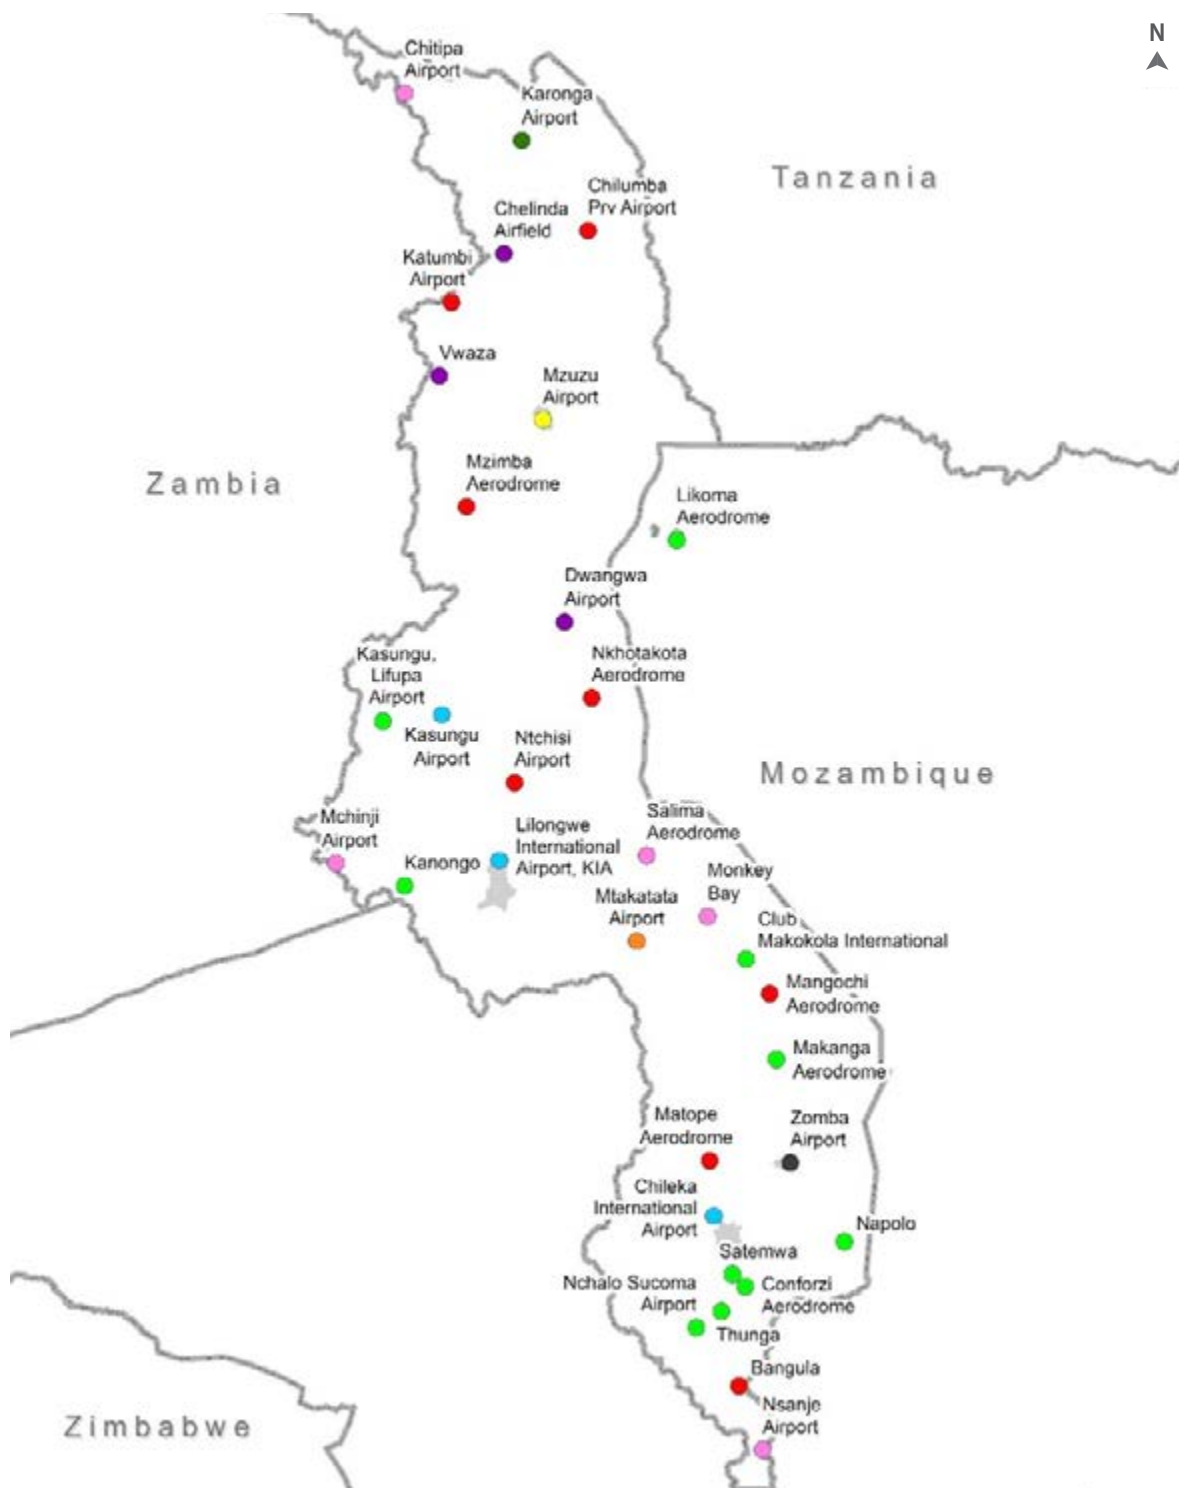 N
Chitipa
Airport
Karonga
Airport
Tanzania
Chilumba
Prv Airport
Chelinda
Airfield
Katumbi
Airport
Vwaza
Mzuzu
Airport
Zambia
Mzimba
Aerodrome
Likoma
Aerodrome
Dwangwa
Airport
Kasungu,
Lifupa
Airport
Nkhotakota
Aerodrome
Kasungu
Airport
Ntchisi
Airport
Mozambique
Mchinji
Airport
Lilongwe
International
Airport, KIA
Salima
Aerodrome
Kanongo
Monkey
Bay
Mtakatata
Airport
Club
Makokola International
Mangochi
Aerodrome
Makanga
Aerodrome
Matope
Aerodrome
Zomba
Airport
Chileka
International
Airport
Napolo
Satemwa
Nchalo Sucoma
Airport
Conforzi
Aerodrome
Thunga
Bangula
Nsanje
Airport
Zimbabwe